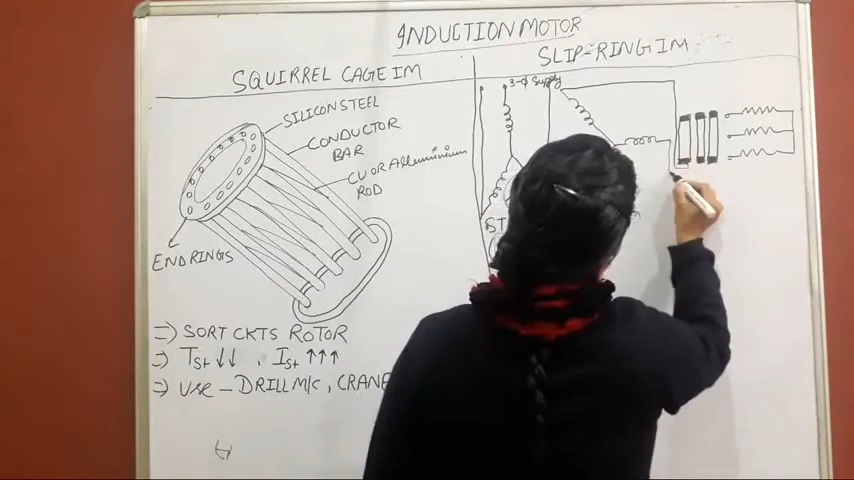 INDUCTION MOTOR
SQUIRREL CAGE IM
SILICON STEEL
CONDUCTOR
BAR
CU OR Alluminium
ROD
END RINGS
=> SORT CKTS ROTOR
=> Tst ↓↓ , Ist ↑↑↑
=> USE - DRILL M/C, CRANE
SLIP-RING IM
3-Φ Supply
ST